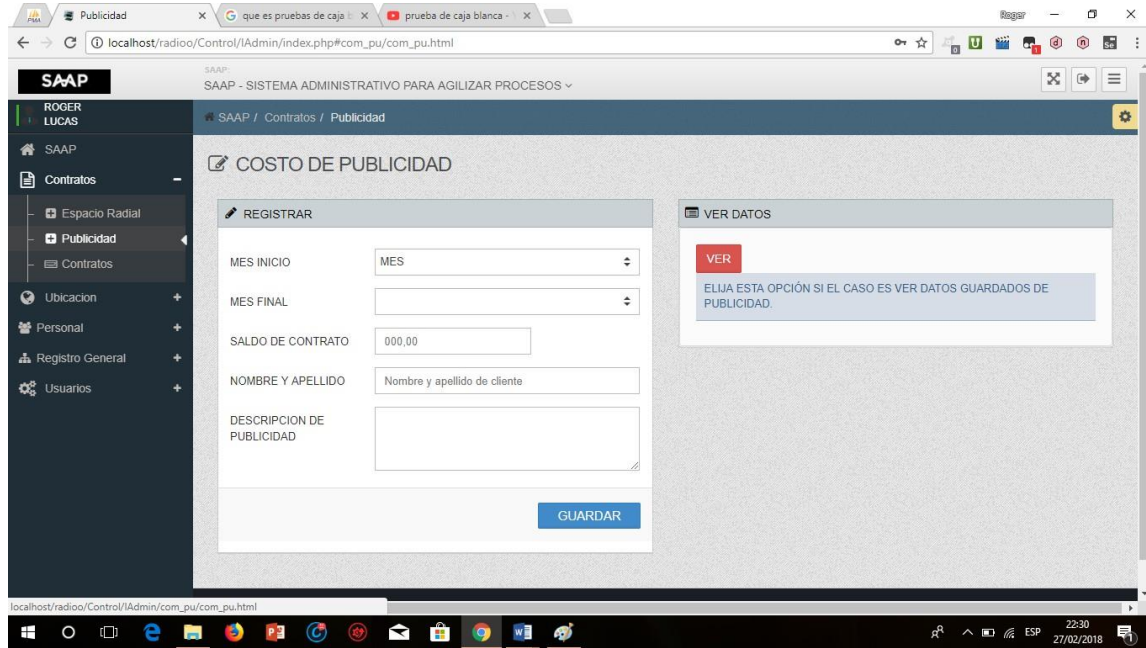 Publicidad
que es pruebas de caja b
prueba de caja blanca -
Roger
localhost/radioo/Control/IAdmin/index.php#com_pu/com_pu.html
SAAP
SAAP:
SAAP - SISTEMA ADMINISTRATIVO PARA AGILIZAR PROCESOS
ROGER
LUCAS
SAAP / Contratos / Publicidad
SAAP
Contratos
Espacio Radial
Publicidad
Contratos
Ubicacion
Personal
Registro General
Usuarios
COSTO DE PUBLICIDAD
REGISTRAR
MES INICIO
MES
MES FINAL
SALDO DE CONTRATO
000,00
NOMBRE Y APELLIDO
Nombre y apellido de cliente
DESCRIPCION DE
PUBLICIDAD
GUARDAR
VER DATOS
VER
ELIJA ESTA OPCIÓN SI EL CASO ES VER DATOS GUARDADOS DE
PUBLICIDAD.
localhost/radioo/Control/IAdmin/com_pu/com_pu.html
ESP
22:30
27/02/2018